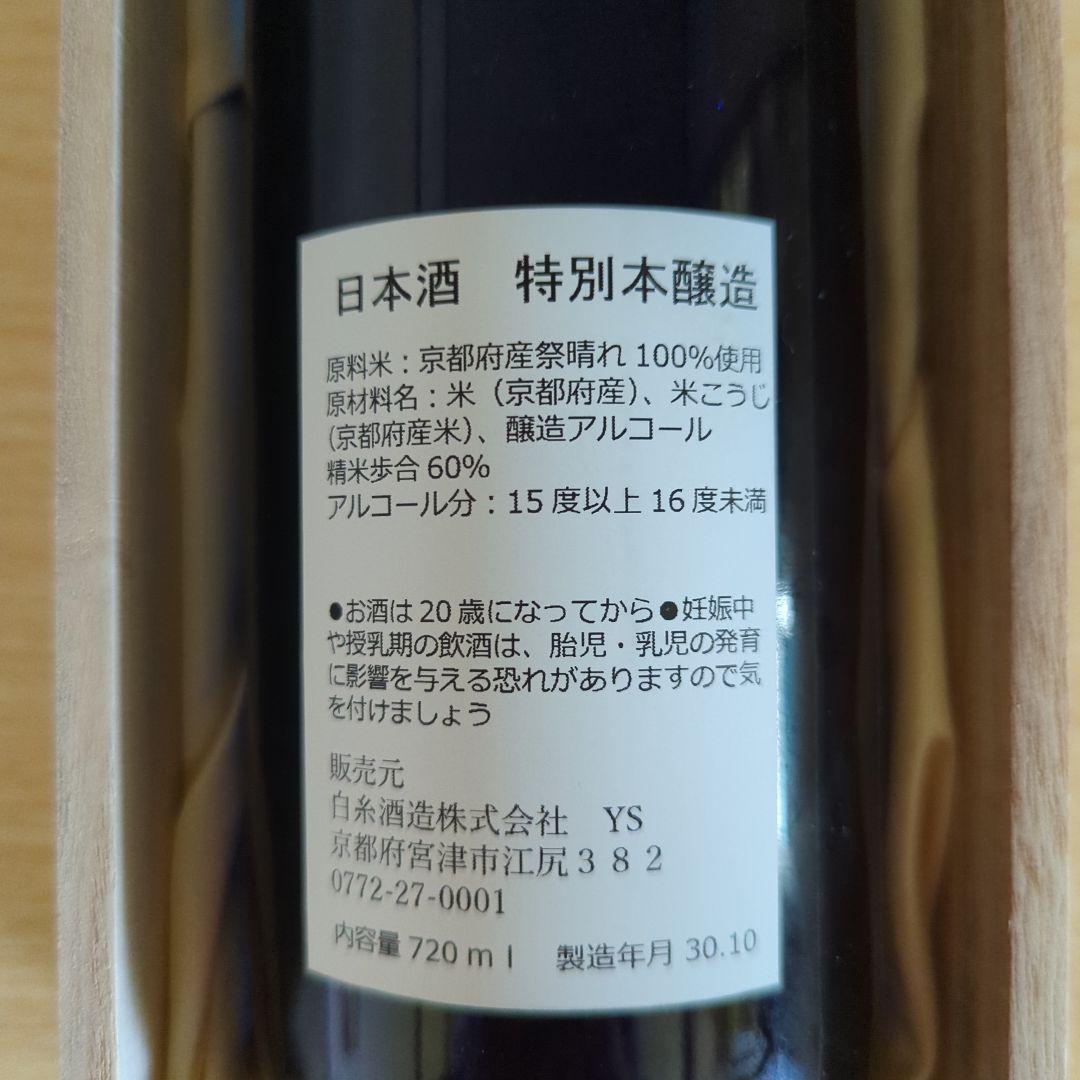 日本酒　特別本醸造
原料米：京都府産祭晴れ 100%使用
原材料名：米（京都府産）、米こうじ
(京都府産米）、醸造アルコール
精米歩合 60%
アルコール分：15 度以上 16 度未満
●お酒は 20 歳になってから●妊娠中
や授乳期の飲酒は、胎児・乳児の発育
に影響を与える恐れがありますので気
を付けましょう
販売元
白糸酒造株式会社　YS
京都府宮津市江尻３８２
0772-27-0001
内容量 720ｍｌ　製造年月 30.10